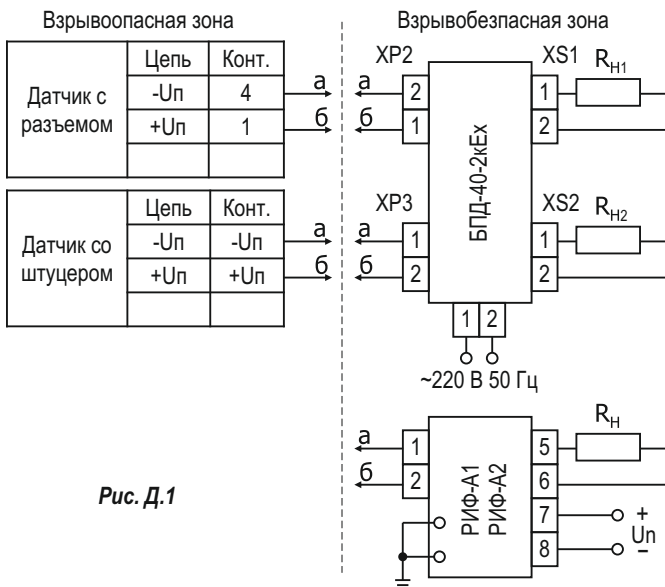 Взрывоопасная зона
Взрывобезпасная зона
Датчик с разъемом
Цепь Конт.
-Uп 4
+Uп 1
а
б
Датчик со штуцером
Цепь Конт.
-Uп -Uп
+Uп +Uп
а
б
XP2
а 2
б 1
XP3
а 1
б 2
БПД-40-2кЕх
XS1
1
2
RН1
XS2
1
2
RН2
1 2
~220 В 50 Гц
а 1
б 2
РИФ-А1
РИФ-А2
5
6
7
8
RН
+
Un
−
Рис. Д.1